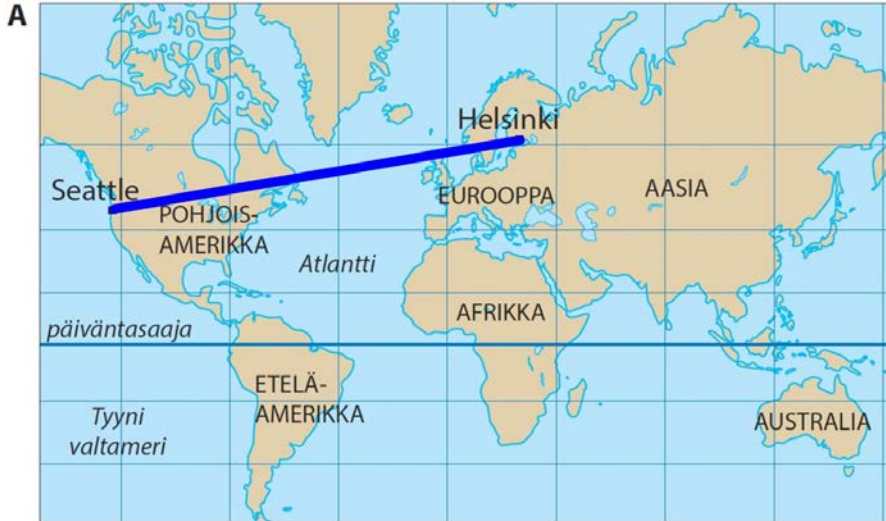 A
Helsinki
Seattle
EUROOPPA
AASIA
POHJOIS-
AMERIKKA
Atlantti
AFRIKKA
päiväntasaaja
ETELÄ-
AMERIKKA
Tyyni
valtameri
AUSTRALIA